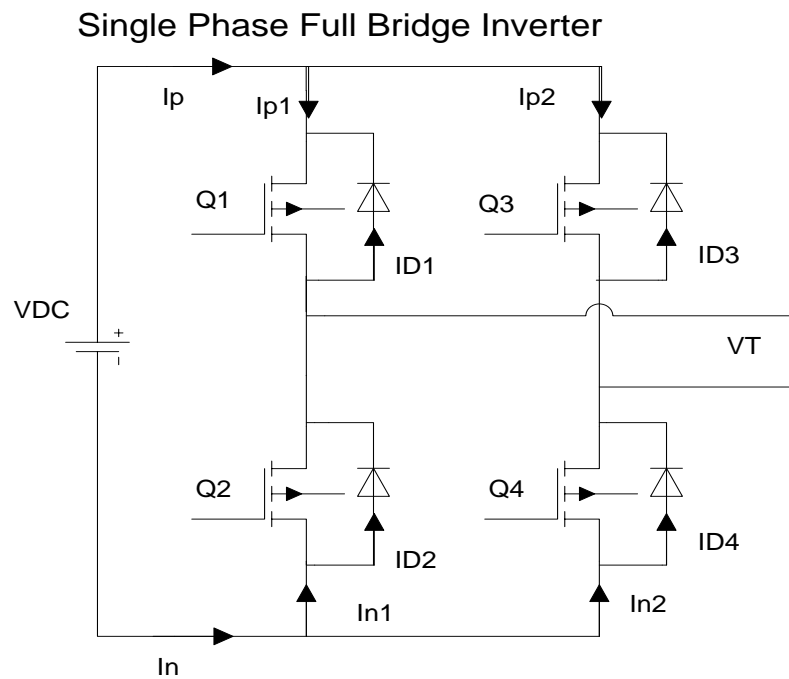 Single Phase Full Bridge Inverter
Ip
Ip1
Ip2
Q1
Q3
ID1
ID3
VDC
+
-
VT
Q2
Q4
ID2
ID4
In1
In2
In